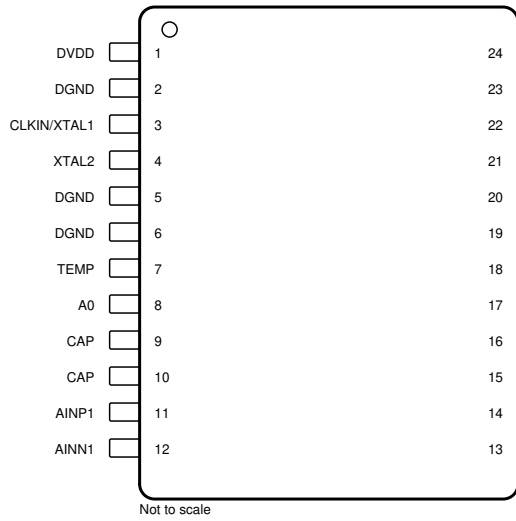 DVDD 1 24
DGND 2 23
CLKIN/XTAL1 3 22
XTAL2 4 21
DGND 5 20
DGND 6 19
TEMP 7 18
A0 8 17
CAP 9 16
CAP 10 15
AINP1 11 14
AINN1 12 13
Not to scale